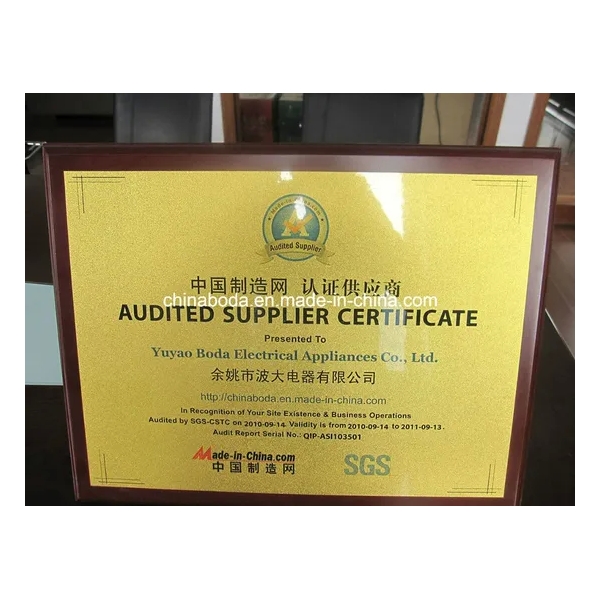 Made-in-China.com
Audited Supplier
中国制造网 认证供应商
chinaboda.en.made-in-china.com
AUDITED SUPPLIER CERTIFICATE
Presented To
Yuyao Boda Electrical Appliances Co., Ltd.
余姚市波大电器有限公司
http://chinaboda.en.made-in-china.com
In Recognition of Your Site Existence & Business Operations
Audited by SGS-CSTC on 2010-09-14. Validity is from 2010-09-14 to 2011-09-13.
Audit Report Serial No.: QIP-ASI103501
Made-in-China.com
中国制造网
SGS